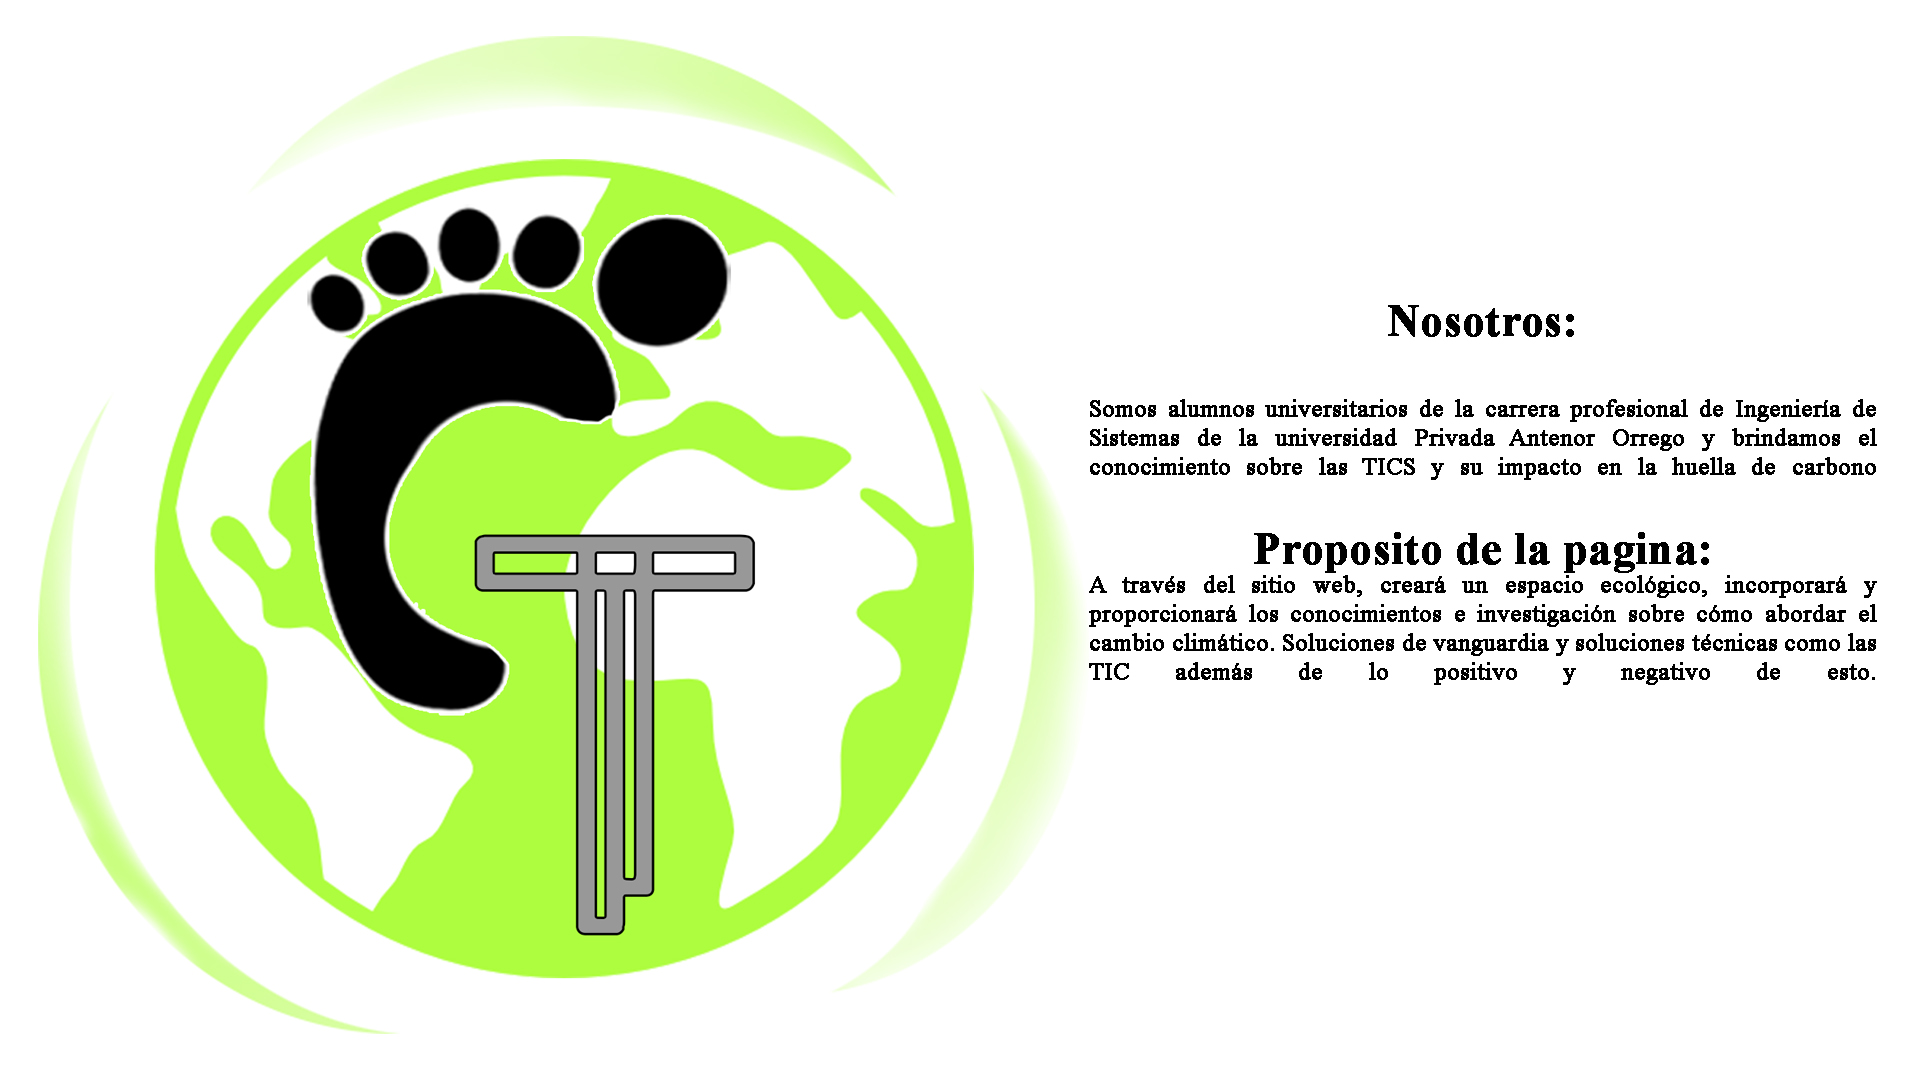 Nosotros:
Somos alumnos universitarios de la carrera profesional de Ingeniería de
Sistemas de la universidad Privada Antenor Orrego y brindamos el
conocimiento sobre las TICS y su impacto en la huella de carbono
Proposito de la pagina:
A través del sitio web, creará un espacio ecológico, incorporará y
proporcionará los conocimientos e investigación sobre cómo abordar el
cambio climático. Soluciones de vanguardia y soluciones técnicas como las
TIC además de lo positivo y negativo de esto.